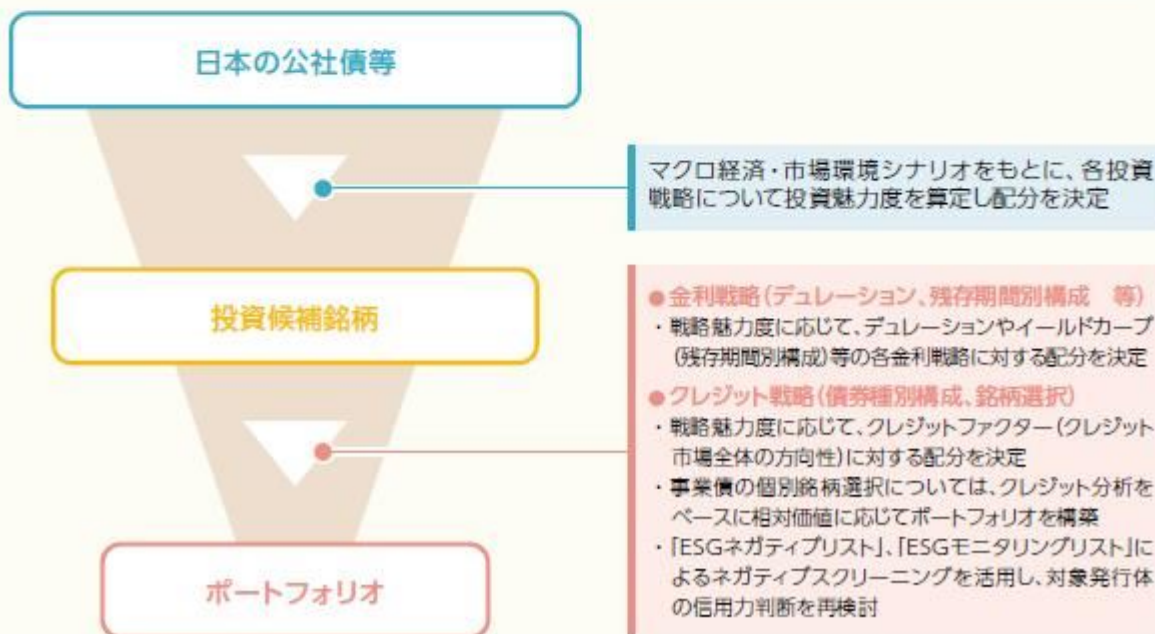 日本の公社債等
マクロ経済・市場環境シナリオをもとに、各投資
戦略について投資魅力度を算定し配分を決定
投資候補銘柄
●金利戦略(デュレーション、残存期間別構成　等)
・戦略魅力度に応じて、デュレーションやイールドカーブ
(残存期間別構成)等の各金利戦略に対する配分を決定
●クレジット戦略(債券種別構成、銘柄選択)
・戦略魅力度に応じて、クレジットファクター(クレジット
市場全体の方向性)に対する配分を決定
・事業債の個別銘柄選択については、クレジット分析を
ベースに相対価値に応じてポートフォリオを構築
・「ESGネガティブリスト」、「ESGモニタリングリスト」に
よるネガティブスクリーニングを活用し、対象発行体
の信用力判断を再検討
ポートフォリオ